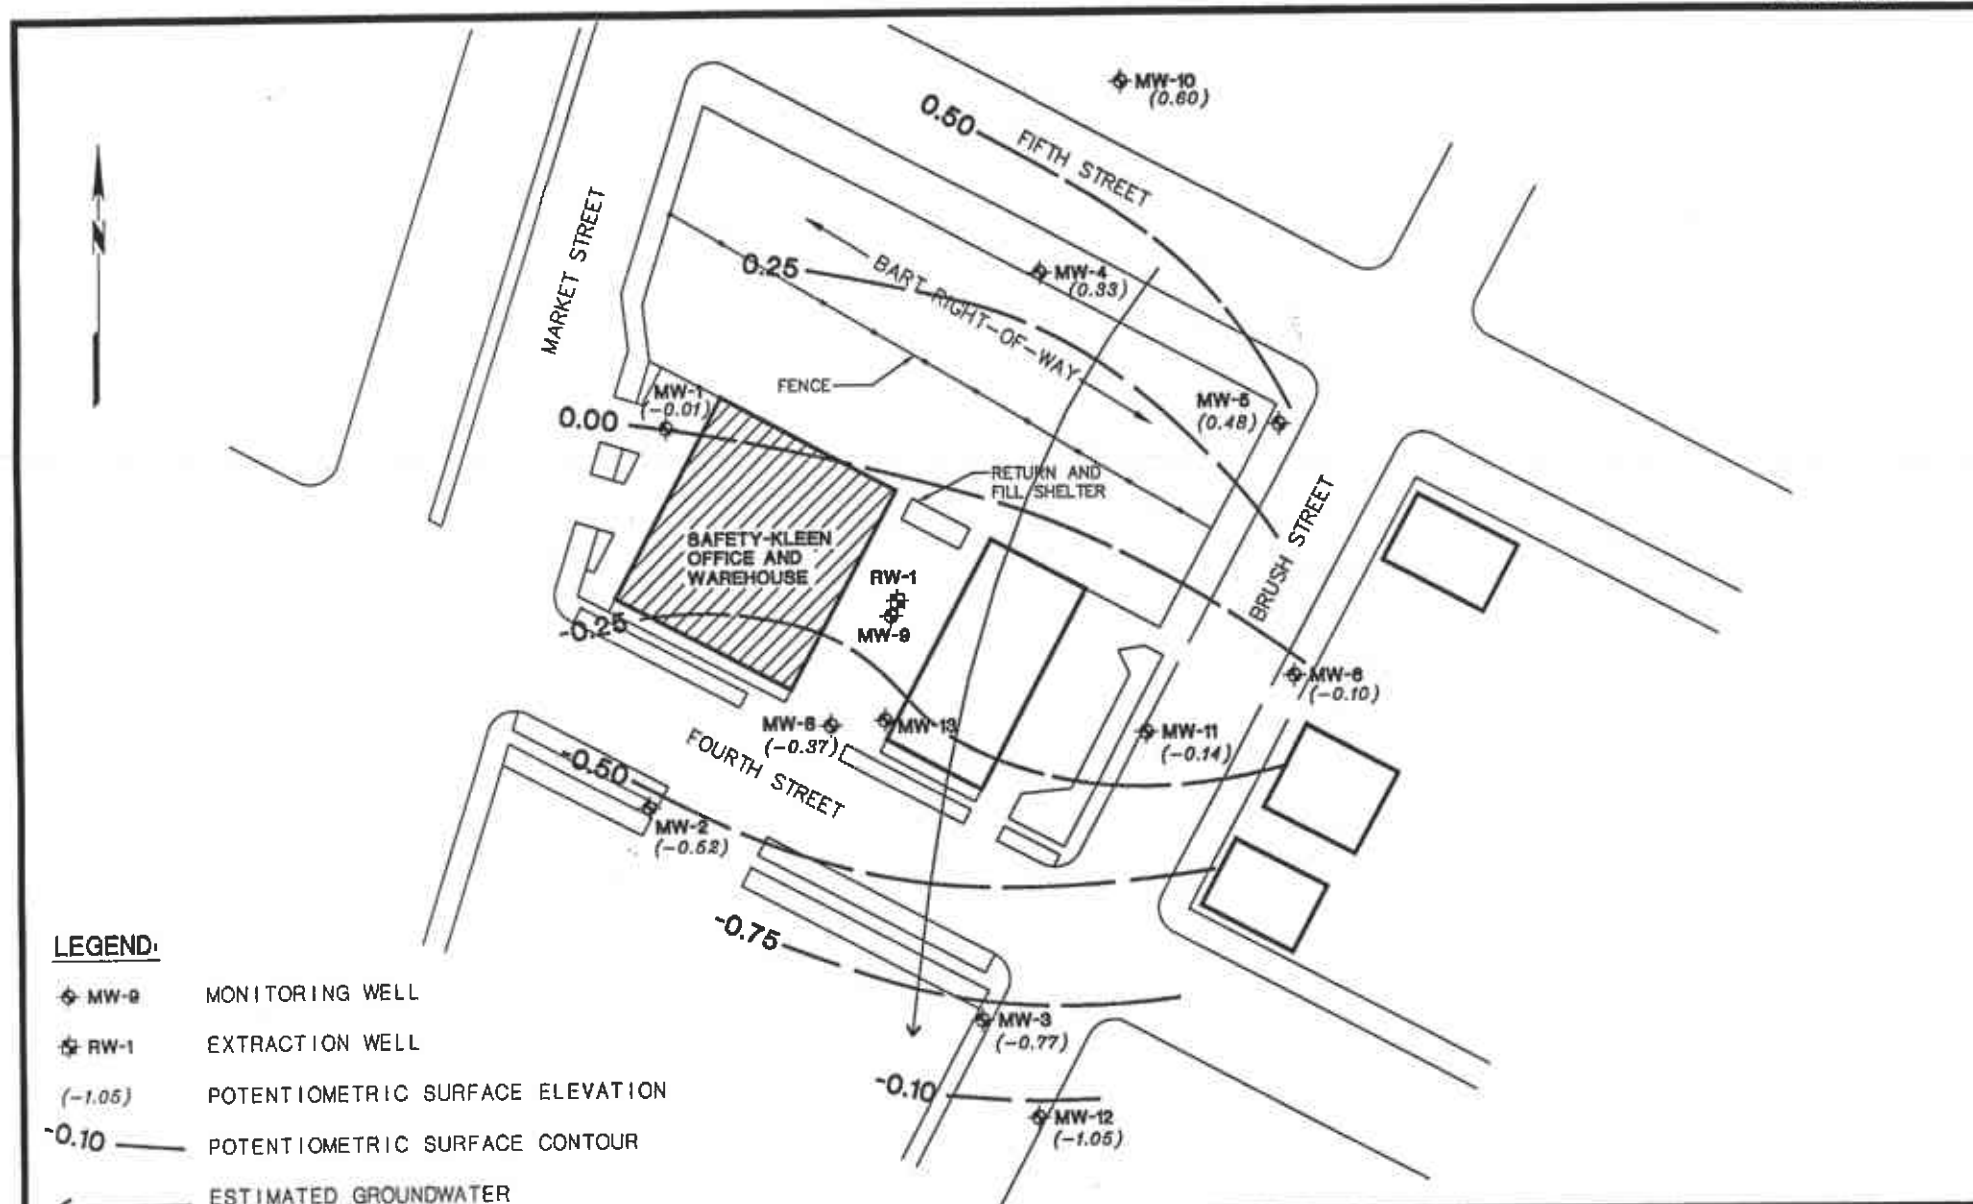 MW-10
(0.60)
0.50
FIFTH STREET
N
MARKET STREET
0.25
BART RIGHT-OF-WAY
MW-4
(0.33)
FENCE
MW-1
(-0.01)
0.00
MW-5
(0.48)
RETURN AND
FILL SHELTER
SAFETY-KLEEN
OFFICE AND
WAREHOUSE
BRUSH STREET
RW-1
MW-9
-0.25
MW-6
(-0.10)
MW-8
(-0.37)
MW-13
MW-11
(-0.14)
FOURTH STREET
-0.50
MW-2
(-0.52)
-0.75
MW-3
(-0.77)
-0.10
MW-12
(-1.05)
LEGEND:
MW-9 MONITORING WELL
RW-1 EXTRACTION WELL
(-1.05) POTENTIOMETRIC SURFACE ELEVATION
-0.10 POTENTIOMETRIC SURFACE CONTOUR
ESTIMATED GROUNDWATER